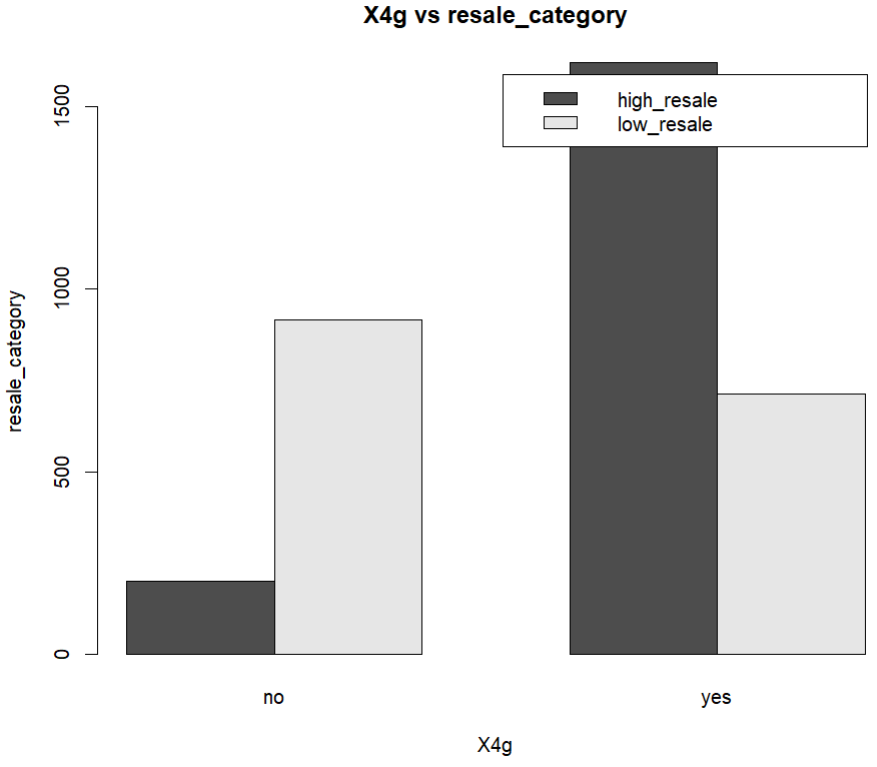 X4g vs resale_category
high_resale
low_resale
resale_category
1500
1000
500
0
no
yes
X4g